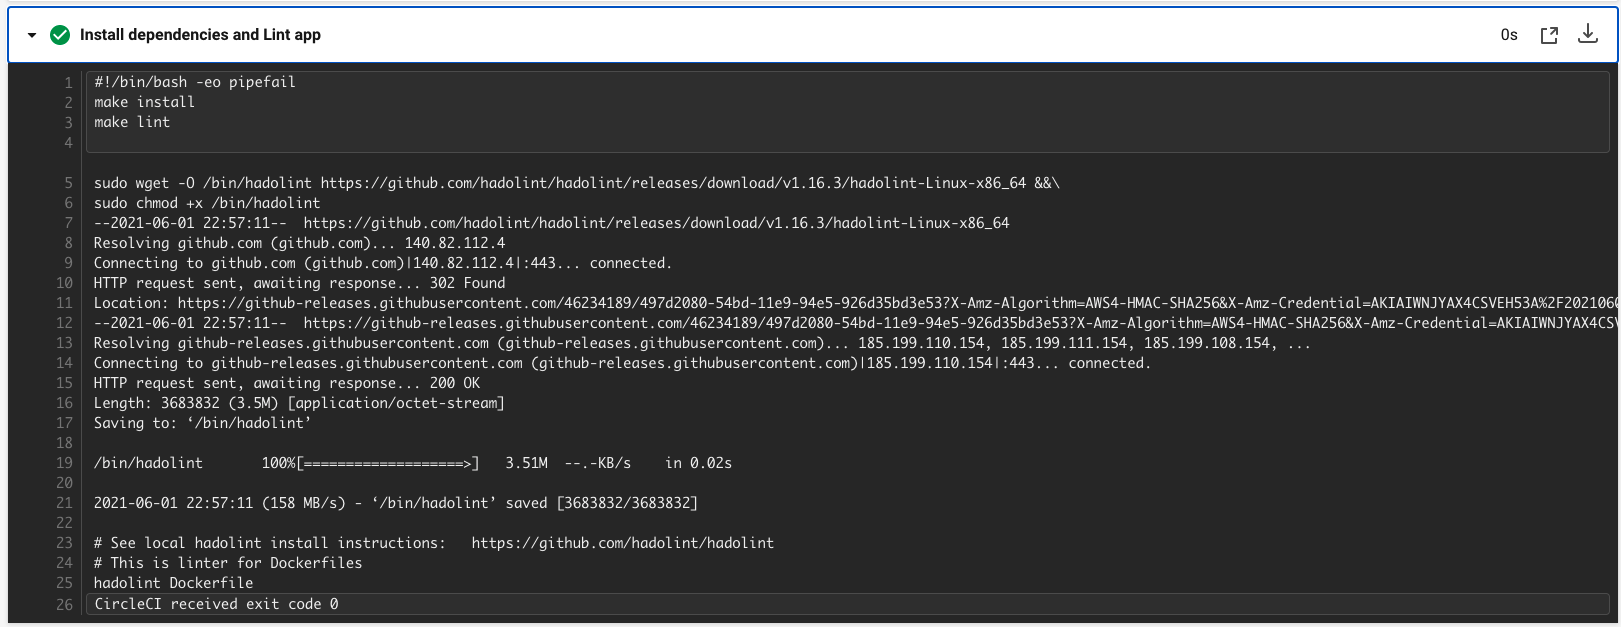 Install dependencies and Lint app
0s
1 #!/bin/bash -eo pipefail
2 make install
3 make lint
4
5 sudo wget -O /bin/hadolint https://github.com/hadolint/hadolint/releases/download/v1.16.3/hadolint-Linux-x86_64 &&\
6 sudo chmod +x /bin/hadolint
7 --2021-06-01 22:57:11--  https://github.com/hadolint/hadolint/releases/download/v1.16.3/hadolint-Linux-x86_64
8 Resolving github.com (github.com)... 140.82.112.4
9 Connecting to github.com (github.com)|140.82.112.4|:443... connected.
10 HTTP request sent, awaiting response... 302 Found
11 Location: https://github-releases.githubusercontent.com/46234189/497d2080-54bd-11e9-94e5-926d35bd3e53?X-Amz-Algorithm=AWS4-HMAC-SHA256&X-Amz-Credential=AKIAIWNJYAX4CSVEH53A%2F202106
12 --2021-06-01 22:57:11--  https://github-releases.githubusercontent.com/46234189/497d2080-54bd-11e9-94e5-926d35bd3e53?X-Amz-Algorithm=AWS4-HMAC-SHA256&X-Amz-Credential=AKIAIWNJYAX4CSV
13 Resolving github-releases.githubusercontent.com (github-releases.githubusercontent.com)... 185.199.110.154, 185.199.111.154, 185.199.108.154, ...
14 Connecting to github-releases.githubusercontent.com (github-releases.githubusercontent.com)|185.199.110.154|:443... connected.
15 HTTP request sent, awaiting response... 200 OK
16 Length: 3683832 (3.5M) [application/octet-stream]
17 Saving to: ‘/bin/hadolint’
18
19 /bin/hadolint       100%[===================>]   3.51M  --.-KB/s    in 0.02s
20
21 2021-06-01 22:57:11 (158 MB/s) - ‘/bin/hadolint’ saved [3683832/3683832]
22
23 # See local hadolint install instructions:   https://github.com/hadolint/hadolint
24 # This is linter for Dockerfiles
25 hadolint Dockerfile
26 CircleCI received exit code 0